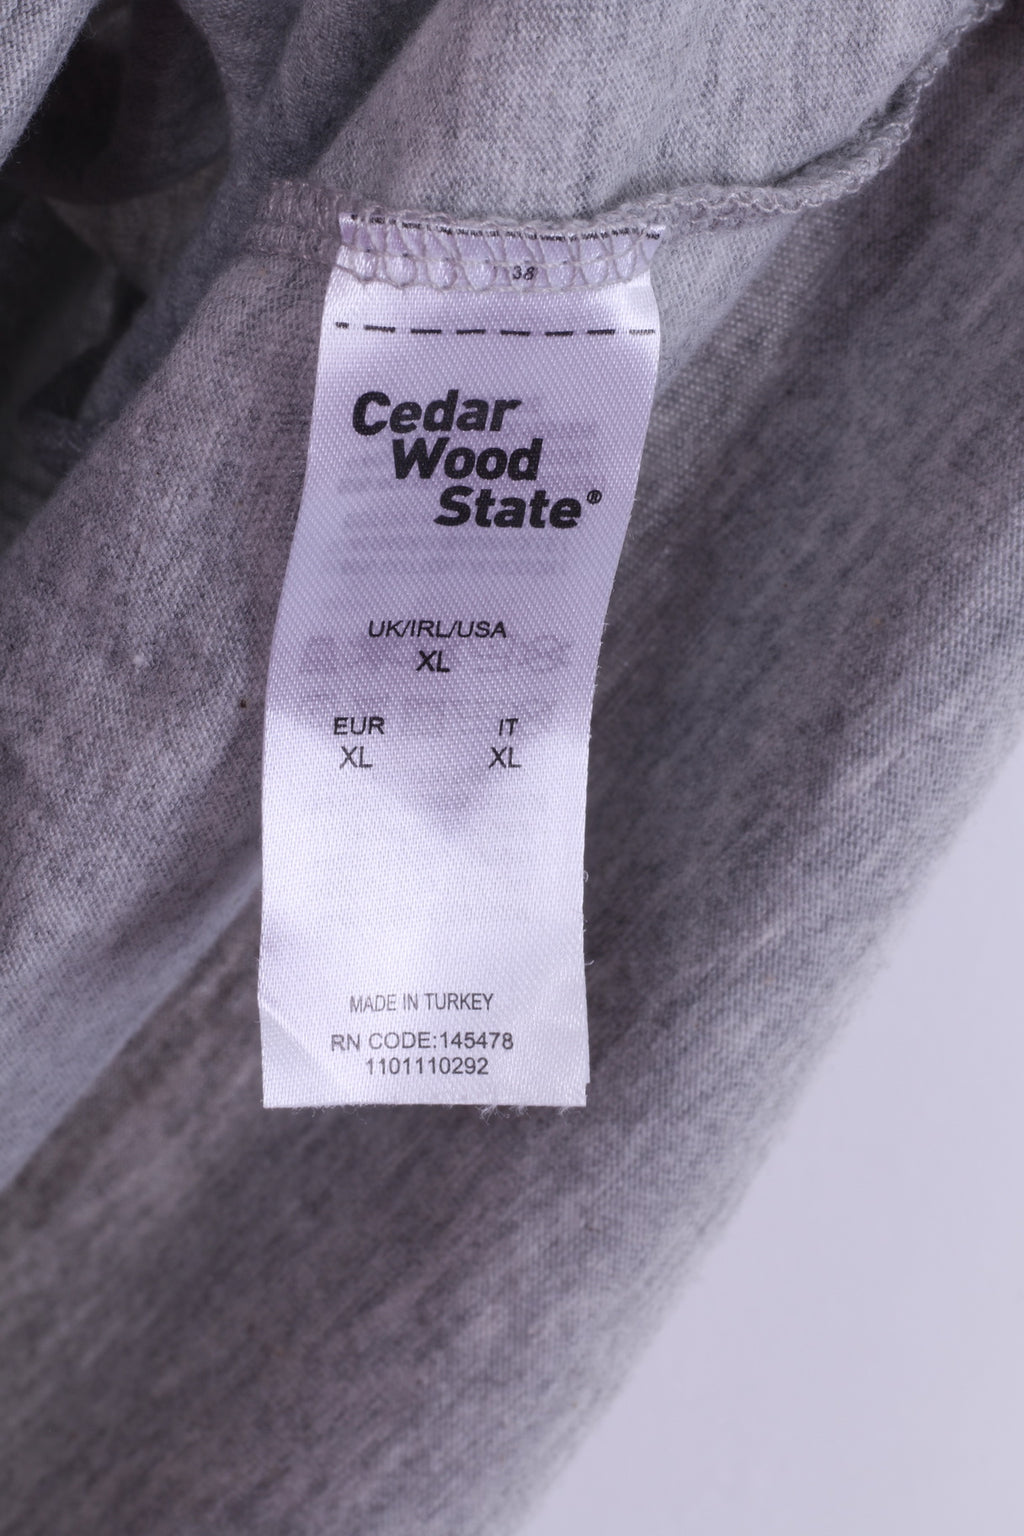 38
Cedar
Wood
State®
UK/IRL/USA
XL
EUR IT
XL XL
MADE IN TURKEY
RN CODE:145478
1101110292